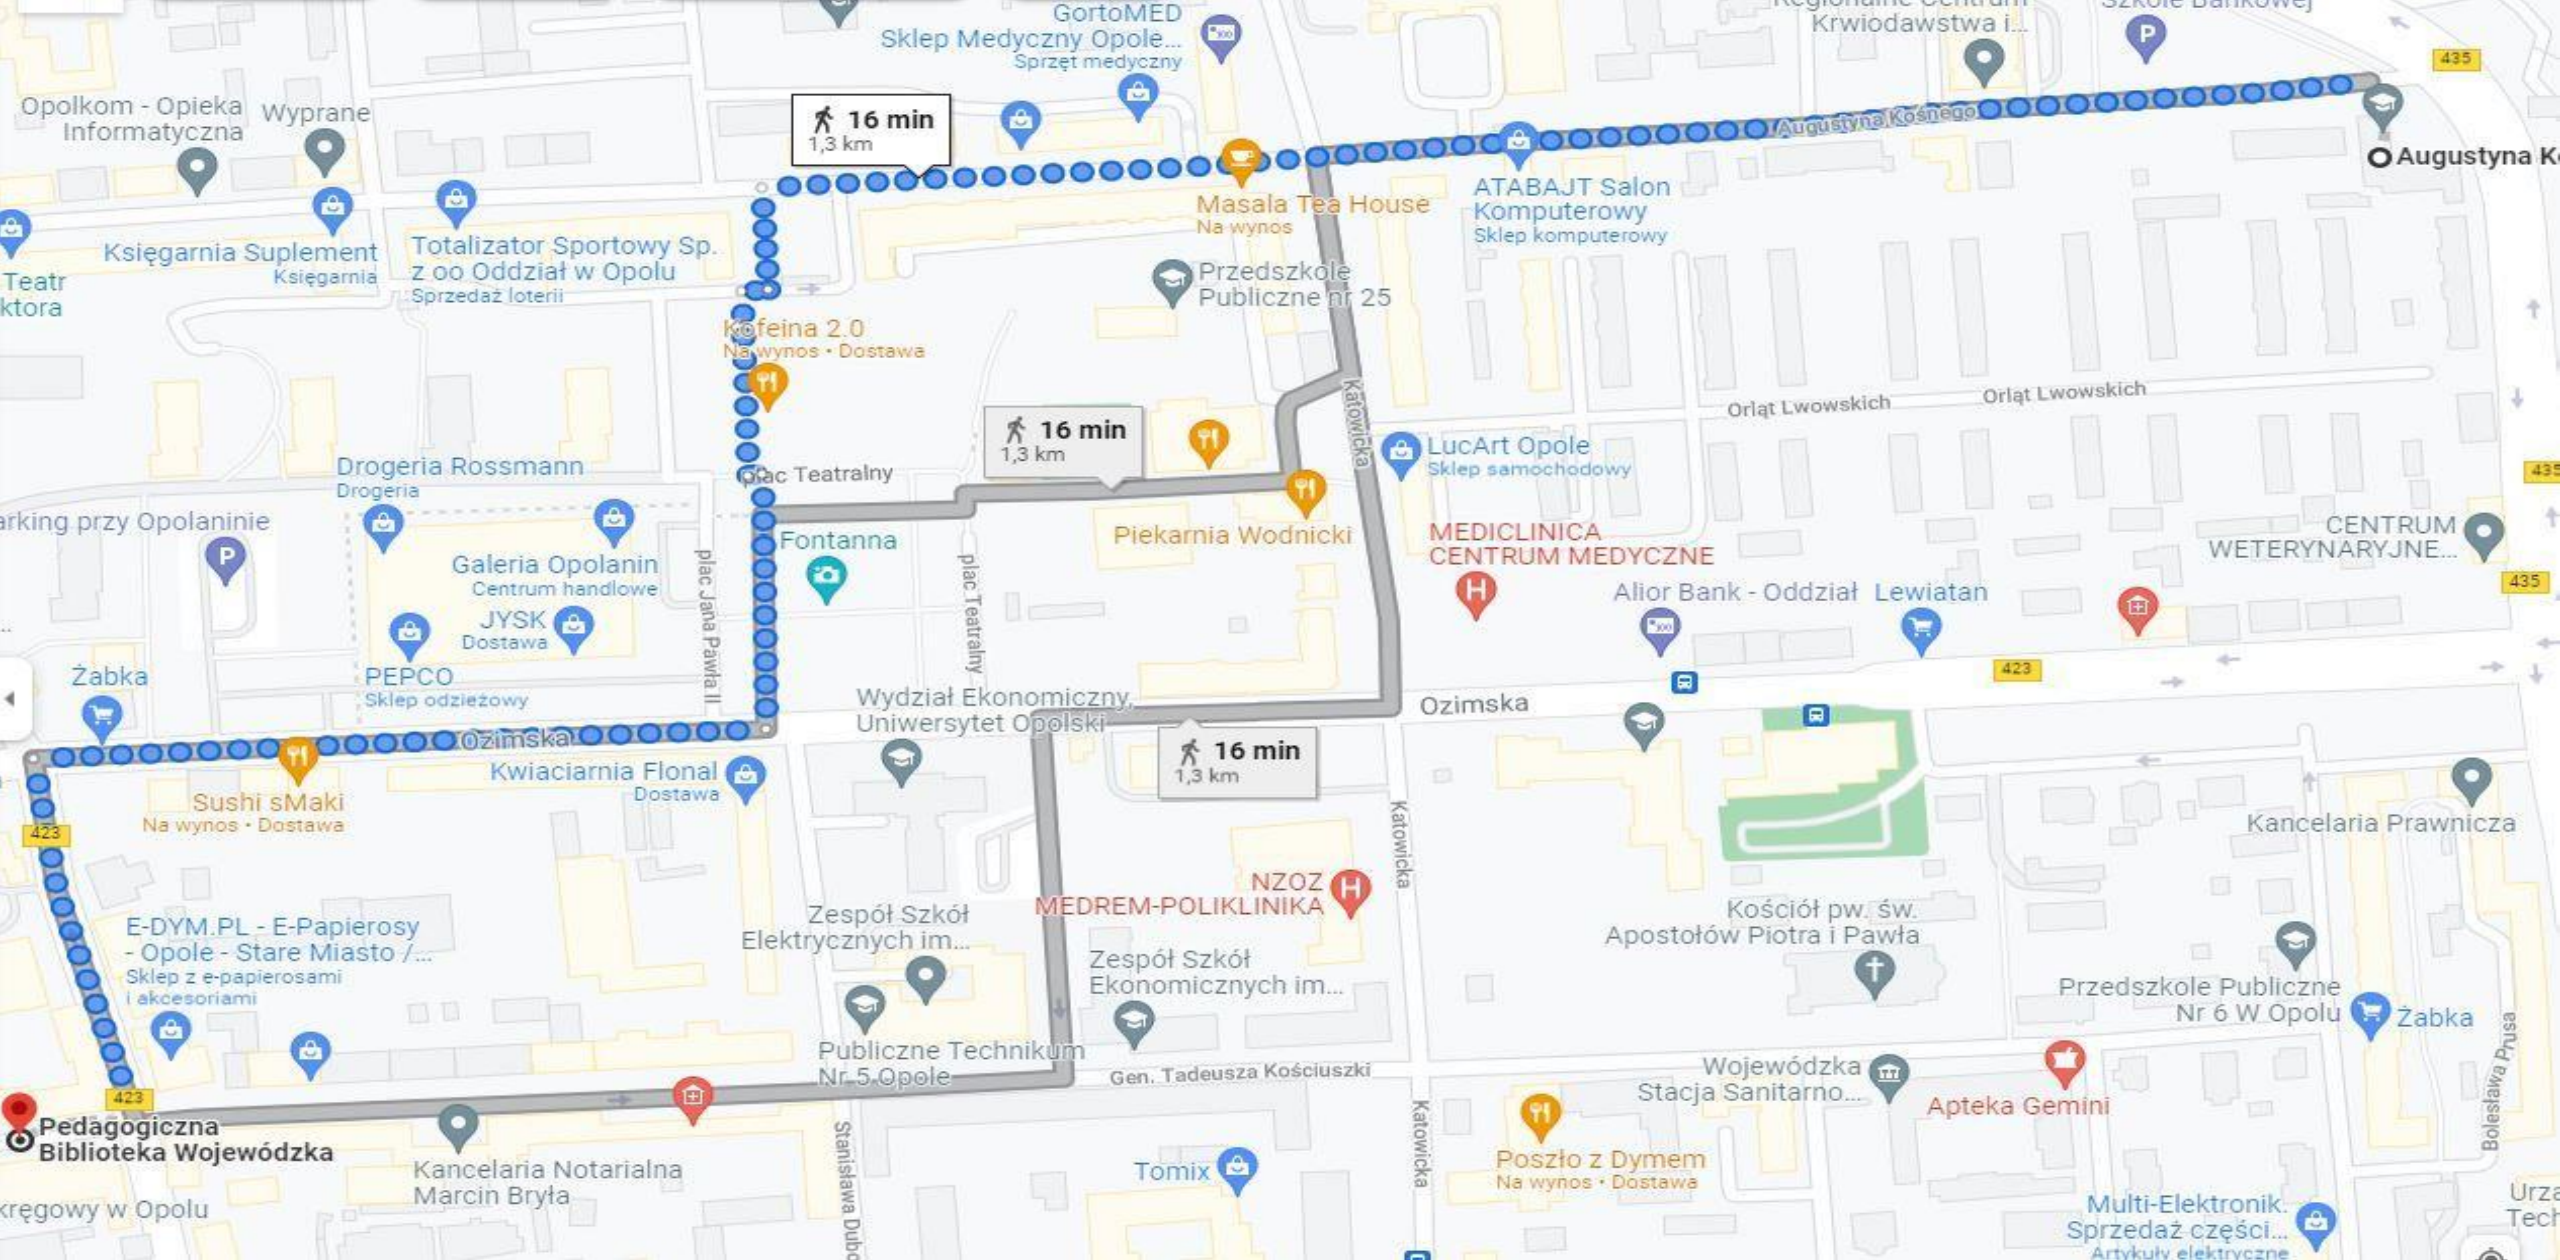 GortoMED
Sklep Medyczny Opole...
Sprzęt medyczny
Regionalne Centrum
Krwiodawstwa i...
Szkole Bankowej
P
435
Opolkom - Opieka
Informatyczna
Wyprane
16 min
1,3 km
Augustyna Kośnego
Augustyna K
Masala Tea House
Na wynos
ATABAJT Salon
Komputerowy
Sklep komputerowy
Księgarnia Suplement
Księgarnia
Totalizator Sportowy Sp.
z oo Oddział w Opolu
Sprzedaż loterii
Teatr
ktora
Przedszkole
Publiczne nr 25
Kofeina 2.0
Na wynos • Dostawa
Orląt Lwowskich
Orląt Lwowskich
Katowicka
16 min
1,3 km
LucArt Opole
Sklep samochodowy
plac Teatralny
Drogeria Rossmann
Drogeria
435
arking przy Opolaninie
P
Fontanna
Piekarnia Wodnicki
MEDICLINICA
CENTRUM MEDYCZNE
H
CENTRUM
WETERYNARYJNE...
435
Galeria Opolanin
Centrum handlowe
JYSK
Dostawa
plac Jana Pawła II
plac Teatralny
Alior Bank - Oddział
Lewiatan
Żabka
PEPCO
Sklep odzieżowy
423
Wydział Ekonomiczny,
Uniwersytet Opolski
Ozimska
Ozimska
16 min
1,3 km
Kwiaciarnia Flonal
Dostawa
Sushi sMaki
Na wynos • Dostawa
423
Katowicka
Kancelaria Prawnicza
NZOZ
MEDREM-POLIKLINIKA
H
Zespół Szkół
Elektrycznych im...
E-DYM.PL - E-Papierosy
- Opole - Stare Miasto /...
Sklep z e-papierosami
i akcesoriami
Zespół Szkół
Ekonomicznych im...
Kościół pw. św.
Apostołów Piotra i Pawła
Przedszkole Publiczne
Nr 6 W Opolu
Żabka
Publiczne Technikum
Nr 5 Opole
Gen. Tadeusza Kościuszki
Wojewódzka
Stacja Sanitarno...
Apteka Gemini
Bolesława Prusa
423
Pedagogiczna
Biblioteka Wojewódzka
Kancelaria Notarialna
Marcin Bryła
Stanisława Dubo
Katowicka
Tomix
Poszło z Dymem
Na wynos • Dostawa
kręgowy w Opolu
Multi-Elektronik.
Sprzedaż części...
Artykuły elektryczne
Urzą
Tech